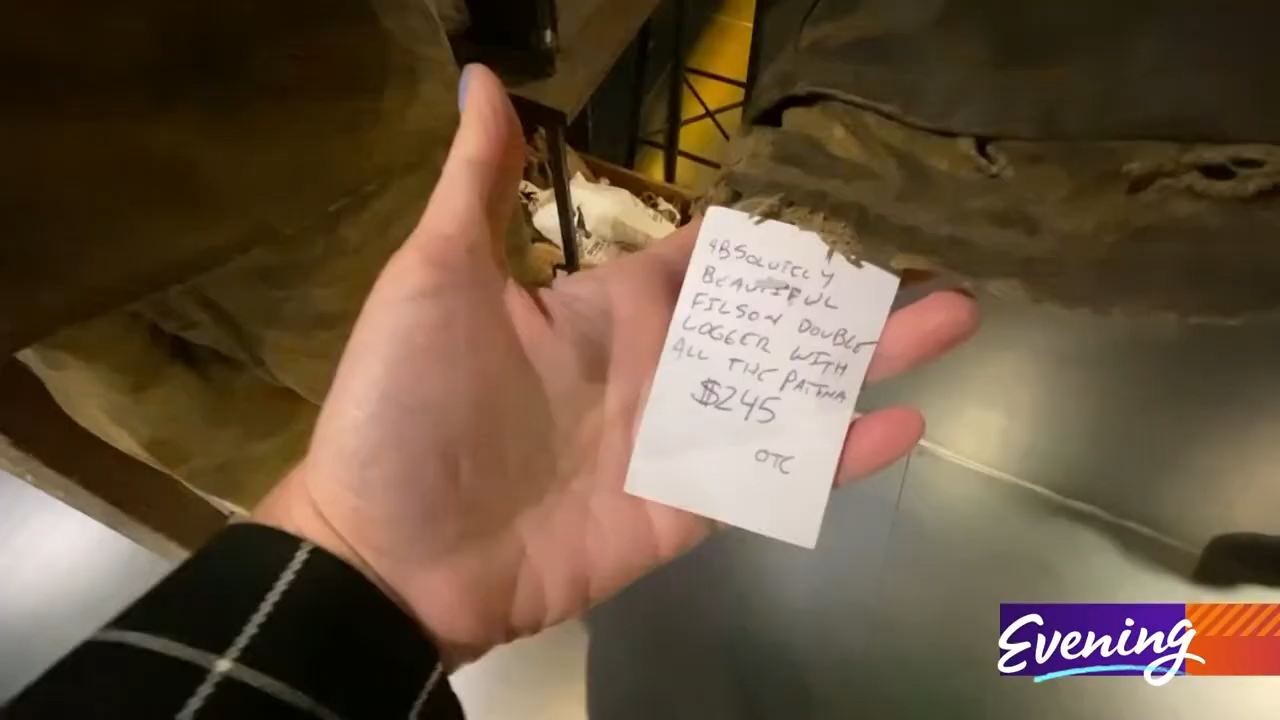 ABSOLUTELY
BEAUTIFUL
FILSON DOUBLE
LOGGER WITH
ALL THE PATINA
$245
OTC
Evening